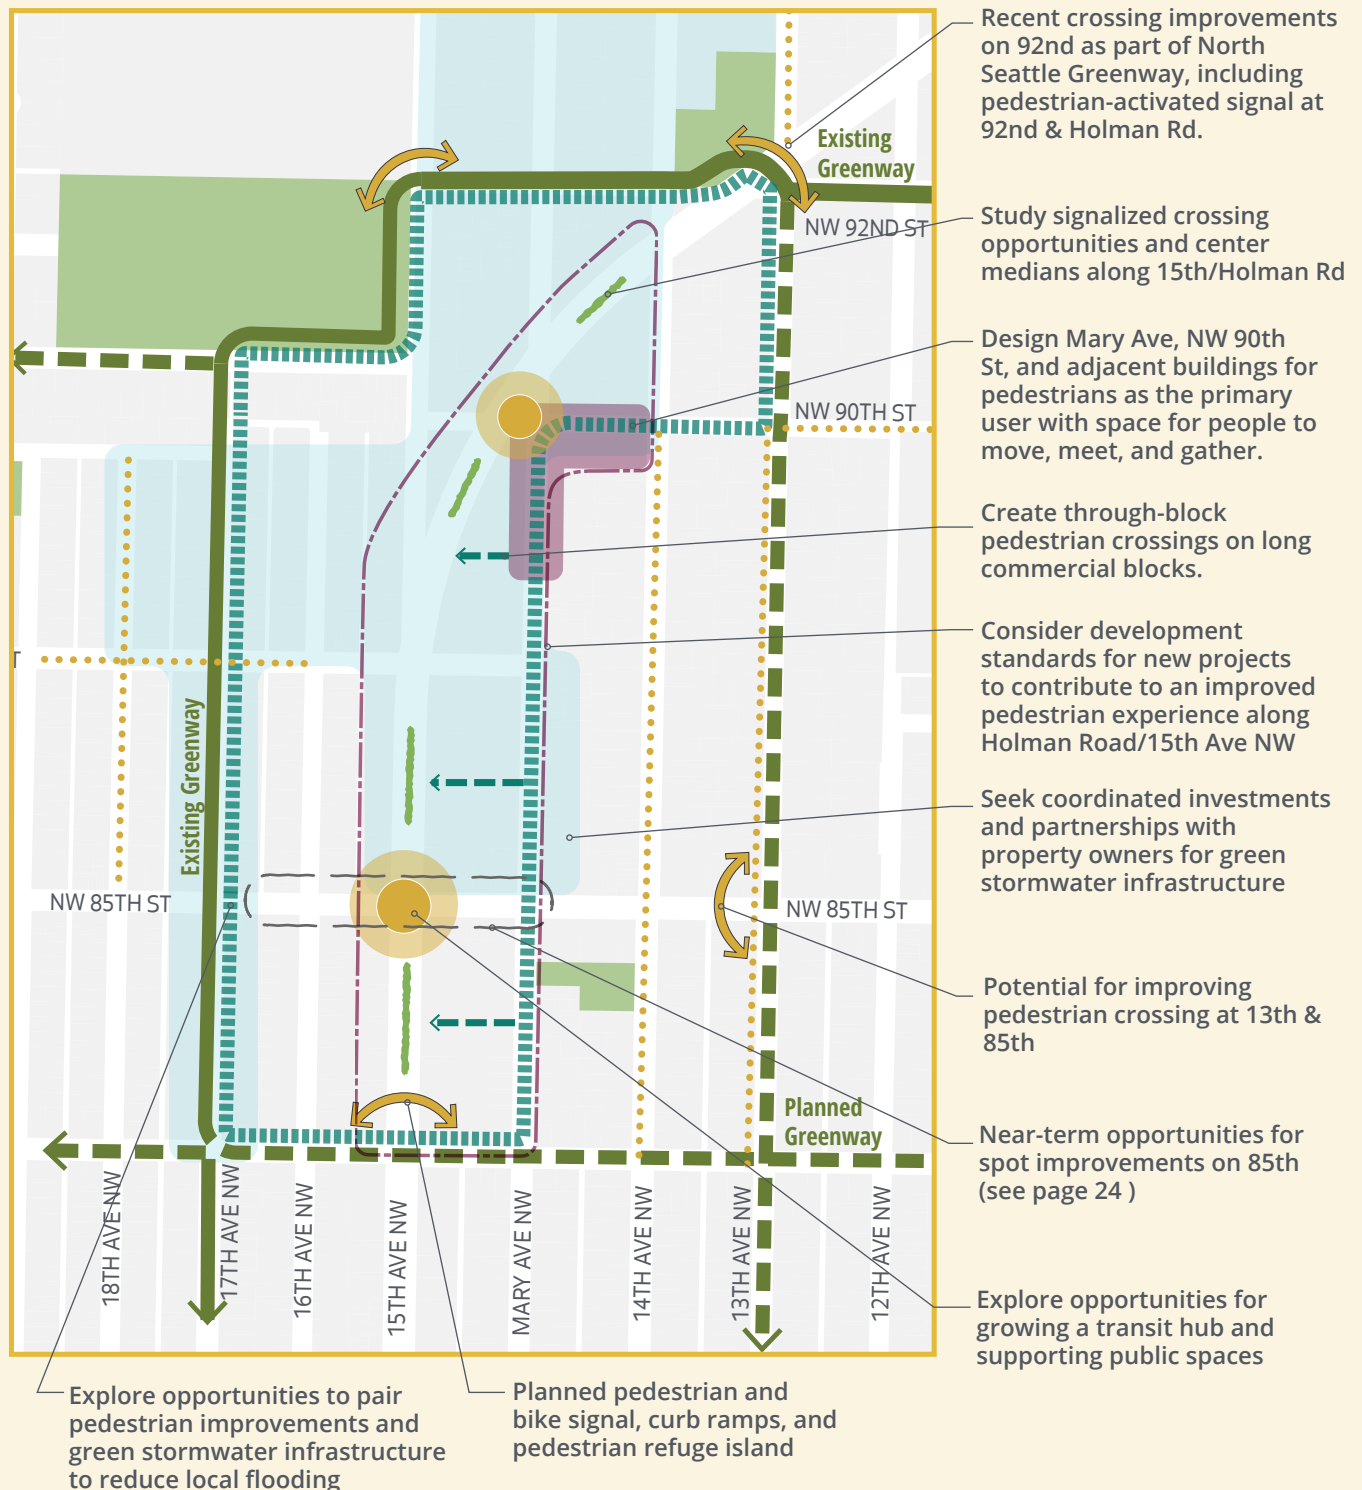 Recent crossing improvements
on 92nd as part of North
Seattle Greenway, including
pedestrian-activated signal at
92nd & Holman Rd.
Existing
Greenway
NW 92ND ST
Study signalized crossing
opportunities and center
medians along 15th/Holman Rd
Design Mary Ave, NW 90th
St, and adjacent buildings for
pedestrians as the primary
user with space for people to
move, meet, and gather.
NW 90TH ST
Create through-block
pedestrian crossings on long
commercial blocks.
Consider development
standards for new projects
to contribute to an improved
pedestrian experience along
Holman Road/15th Ave NW
T
Existing Greenway
Seek coordinated investments
and partnerships with
property owners for green
stormwater infrastructure
NW 85TH ST
NW 85TH ST
Potential for improving
pedestrian crossing at 13th &
85th
Planned
Greenway
Near-term opportunities for
spot improvements on 85th
(see page 24 )
18TH AVE NW
17TH AVE NW
16TH AVE NW
15TH AVE NW
MARY AVE NW
14TH AVE NW
13TH AVE NW
12TH AVE NW
Explore opportunities for
growing a transit hub and
supporting public spaces
Explore opportunities to pair
pedestrian improvements and
green stormwater infrastructure
to reduce local flooding
Planned pedestrian and
bike signal, curb ramps, and
pedestrian refuge island